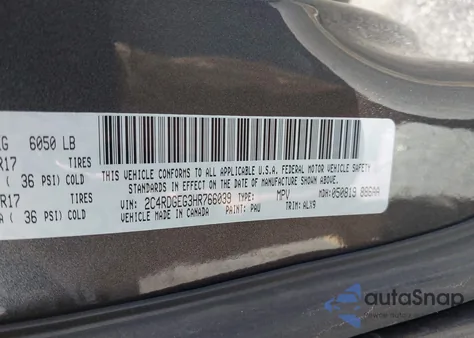 6050 LB
R17 TIRES
( 36 PSI) COLD
R17 TIRES
( 36 PSI) COLD
THIS VEHICLE CONFORMS TO ALL APPLICABLE U.S.A. FEDERAL MOTOR VEHICLE SAFETY
STANDARDS IN EFFECT ON THE DATE OF MANUFACTURE SHOWN ABOVE.
VIN: 2C4RDGEG3HR766039 TYPE: MPV MDH: 050819
VEHICLE MADE IN CANADA PAINT: PAU TRIM: ALX9
autoSnap